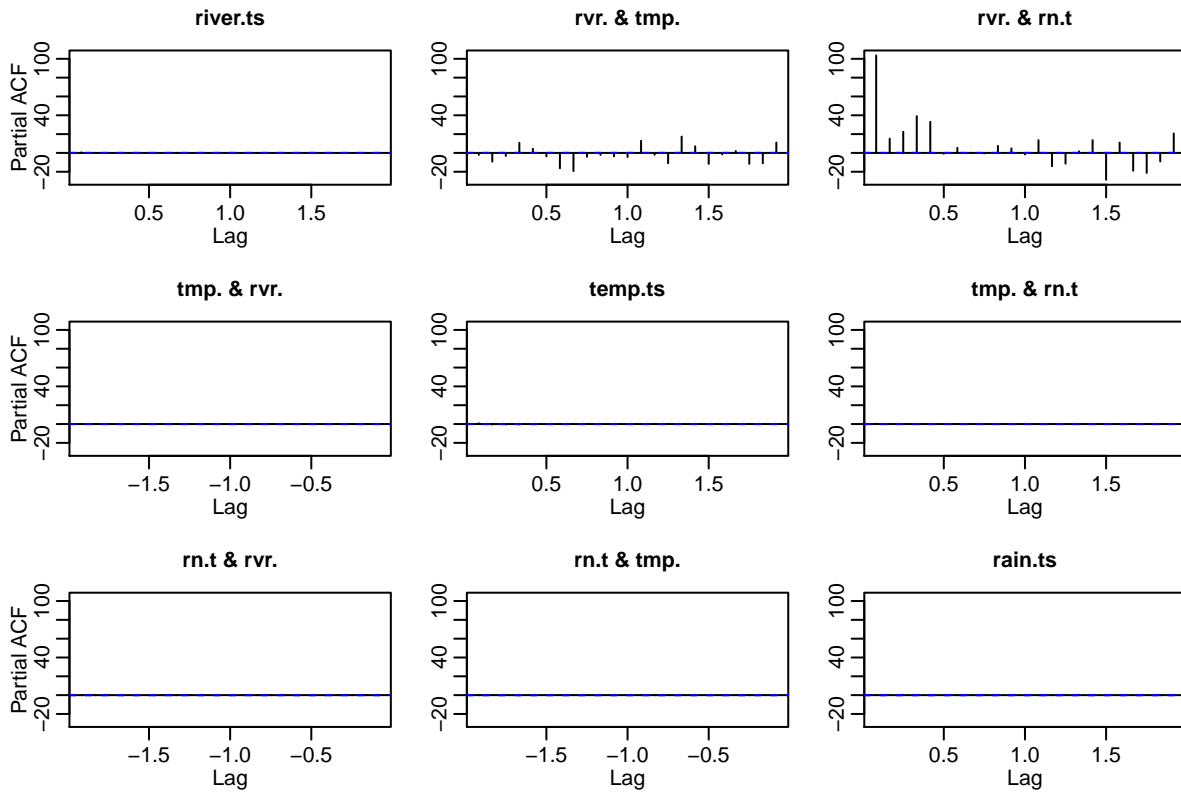 river.ts
rvr. & tmp.
rvr. & rn.t
Partial ACF
100
40
−20
100
40
−20
100
40
−20
0.5 1.0 1.5
0.5 1.0 1.5
0.5 1.0 1.5
Lag
Lag
Lag
tmp. & rvr.
temp.ts
tmp. & rn.t
Partial ACF
100
40
−20
100
40
−20
100
40
−20
−1.5 −1.0 −0.5
0.5 1.0 1.5
0.5 1.0 1.5
Lag
Lag
Lag
rn.t & rvr.
rn.t & tmp.
rain.ts
Partial ACF
100
40
−20
100
40
−20
100
40
−20
−1.5 −1.0 −0.5
−1.5 −1.0 −0.5
0.5 1.0 1.5
Lag
Lag
Lag